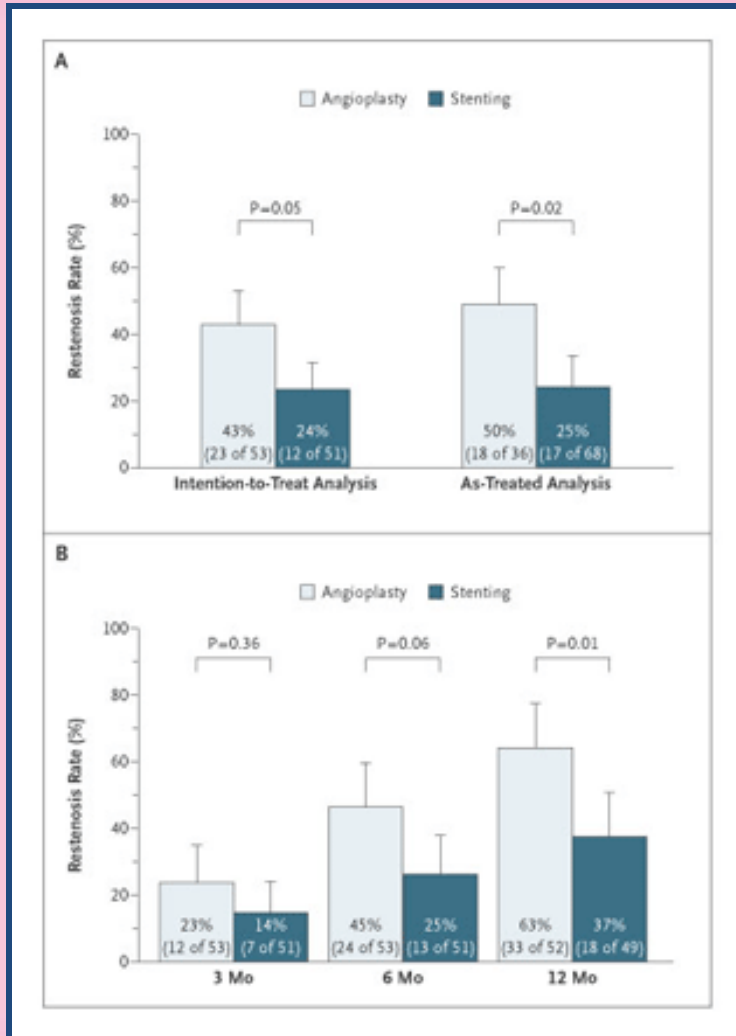 A
Angioplasty Stenting
100
80
60
40
20
0
Restenosis Rate (%)
P=0.05 P=0.02
43% 24% 50% 25%
(23 of 53) (12 of 51) (18 of 36) (17 of 68)
Intention-to-Treat Analysis As-Treated Analysis
B
Angioplasty Stenting
100
80
60
40
20
0
Restenosis Rate (%)
P=0.36 P=0.06 P=0.01
23% 14% 45% 25% 63% 37%
(12 of 53) (7 of 51) (24 of 53) (13 of 51) (33 of 52) (18 of 49)
3 Mo 6 Mo 12 Mo